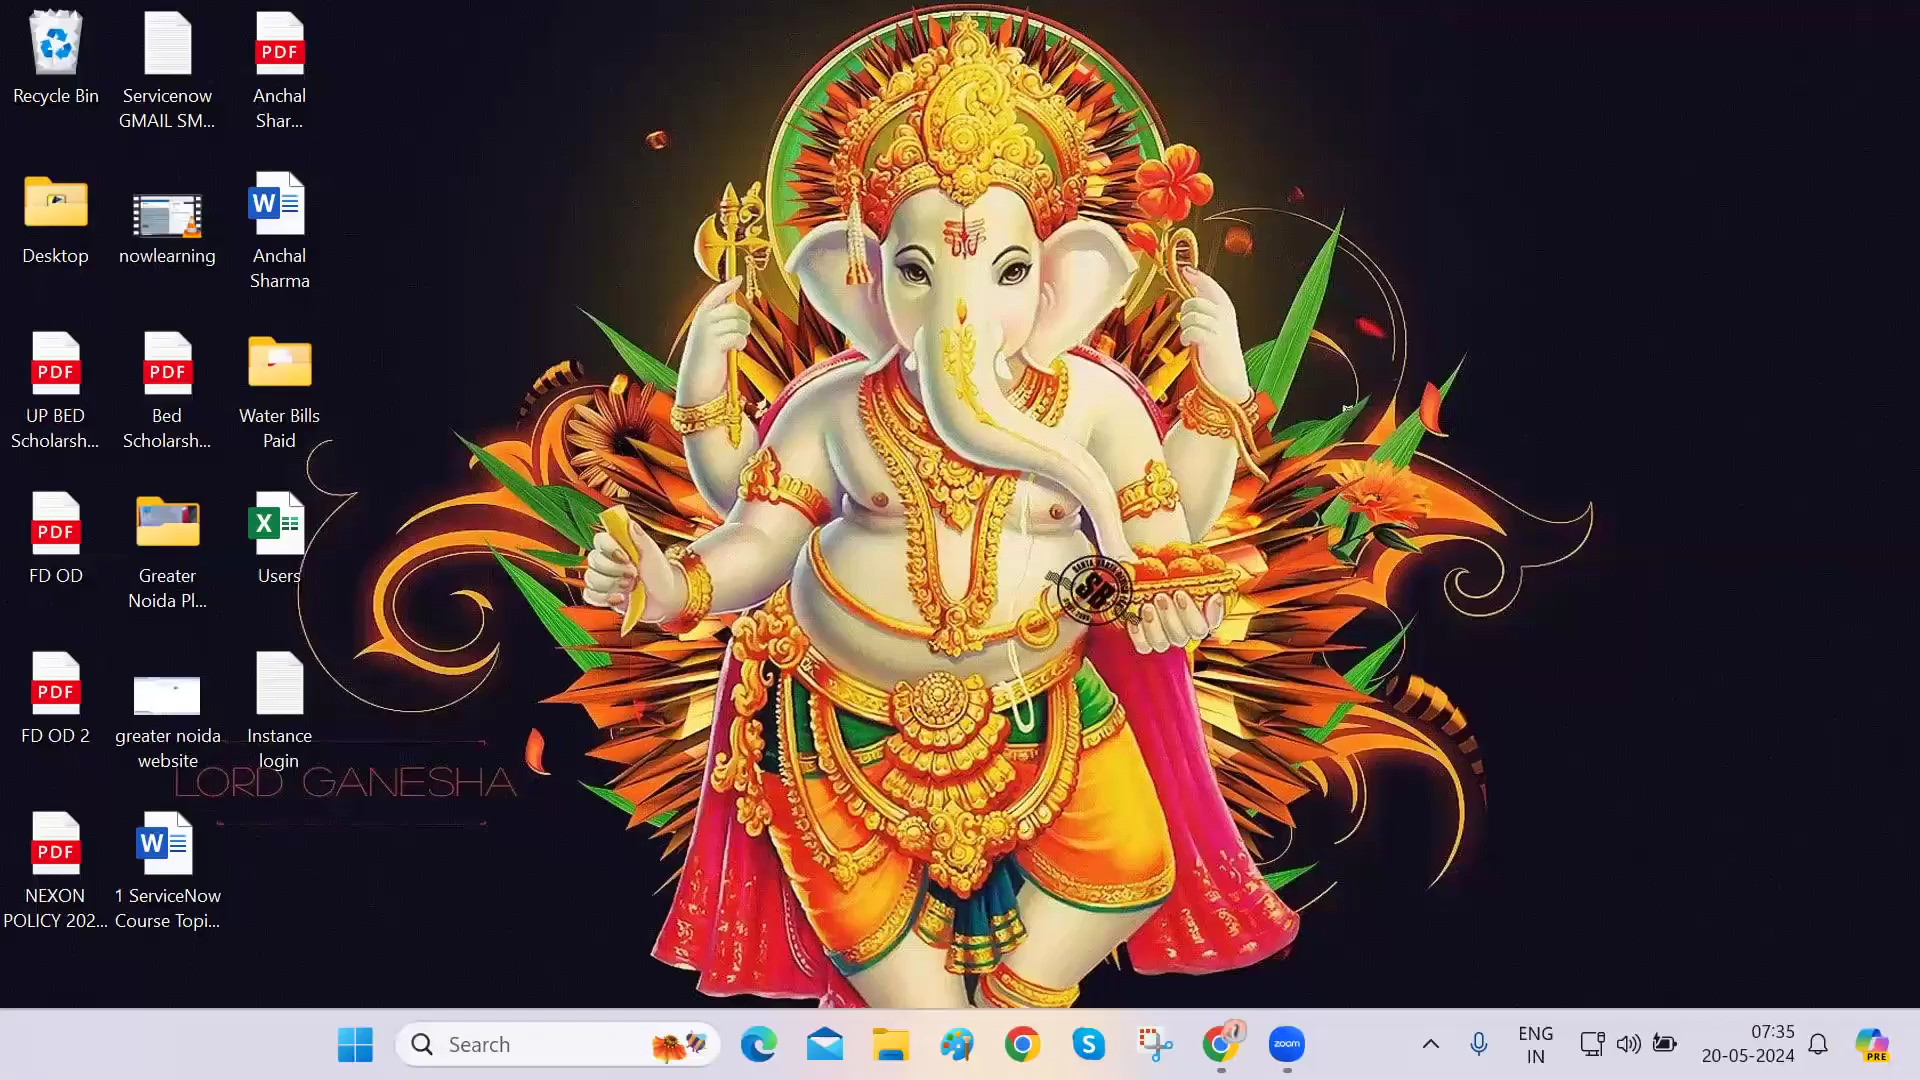 Recycle Bin
Servicenow
GMAIL SM...
PDF
Anchal
Shar...
Desktop
nowlearning
W
Anchal
Sharma
PDF
UP BED
Scholarsh...
PDF
Bed
Scholarsh...
Water Bills
Paid
PDF
FD OD
Greater
Noida Pl...
X
Users
PDF
FD OD 2
greater noida
website
Instance
login
LORD GANESHA
PDF
NEXON
POLICY 202...
W
1 ServiceNow
Course Topi...
SB
Search
S
zoom
ENG
IN
07:35
20-05-2024
PRE